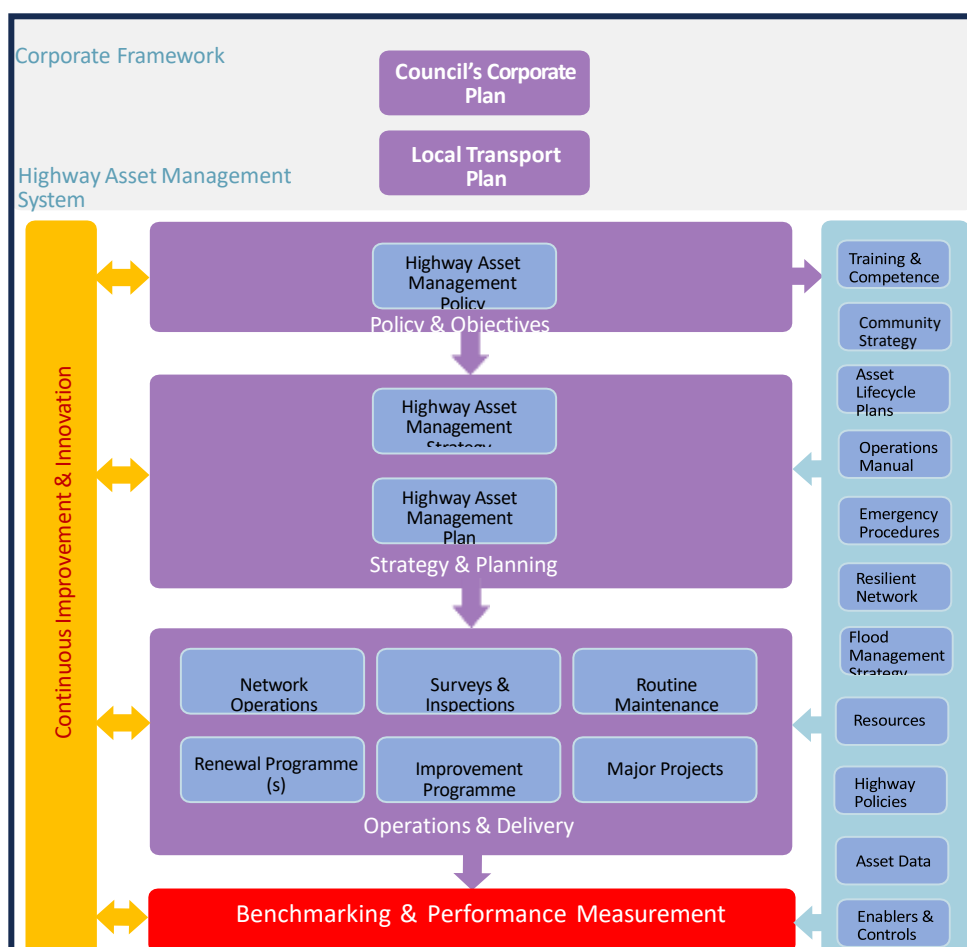 Corporate Framework
Council’s Corporate
Plan
Local Transport
Plan
Highway Asset Management
System
Continuous Improvement & Innovation
Highway Asset
Management
Policy
Policy & Objectives
Highway Asset
Management
Strategy
Highway Asset
Management
Plan
Strategy & Planning
Network
Operations
Surveys &
Inspections
Routine
Maintenance
Renewal Programme
(s)
Improvement
Programme
Major Projects
Operations & Delivery
Benchmarking & Performance Measurement
Training &
Competence
Community
Strategy
Asset
Lifecycle
Plans
Operations
Manual
Emergency
Procedures
Resilient
Network
Flood
Management
Strategy
Resources
Highway
Policies
Asset Data
Enablers &
Controls